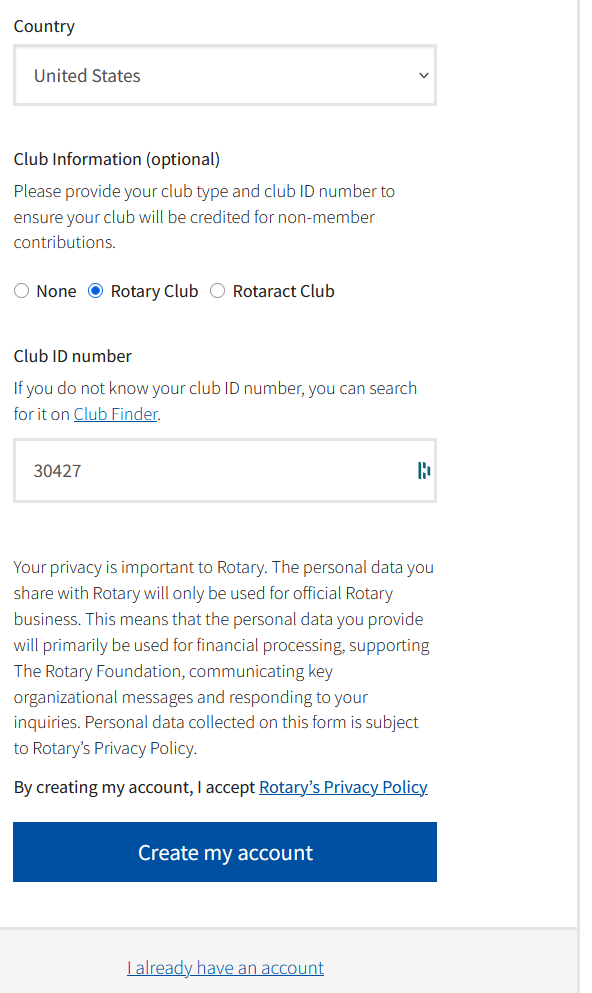 Country
United States
Club Information (optional)
Please provide your club type and club ID number to
ensure your club will be credited for non-member
contributions.
None Rotary Club Rotaract Club
Club ID number
If you do not know your club ID number, you can search
for it on Club Finder.
30427
Your privacy is important to Rotary. The personal data you
share with Rotary will only be used for official Rotary
business. This means that the personal data you provide
will primarily be used for financial processing, supporting
The Rotary Foundation, communicating key
organizational messages and responding to your
inquiries. Personal data collected on this form is subject
to Rotary’s Privacy Policy.
By creating my account, I accept Rotary’s Privacy Policy
Create my account
I already have an account